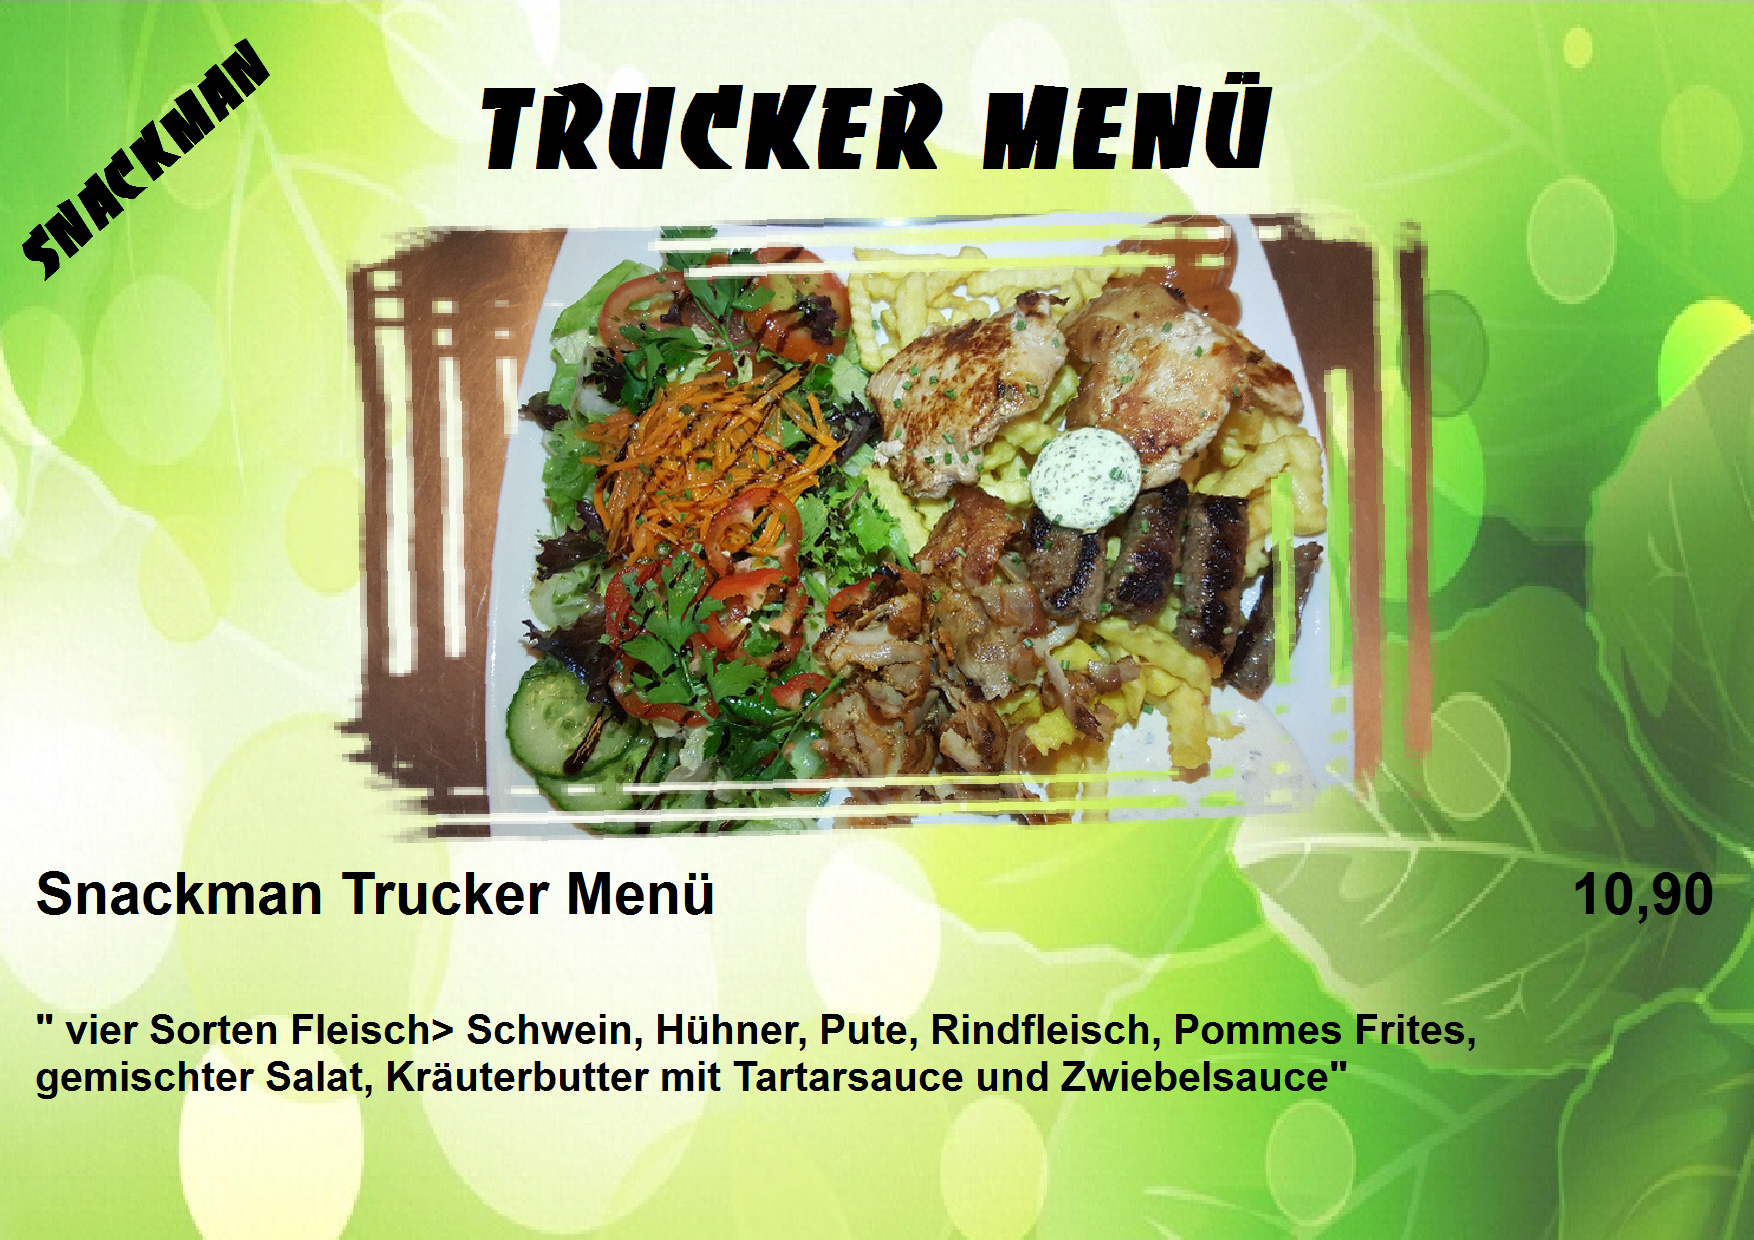 SNACKMAN
TRUCKER MENÜ
Snackman Trucker Menü 10,90
" vier Sorten Fleisch> Schwein, Hühner, Pute, Rindfleisch, Pommes Frites,
gemischter Salat, Kräuterbutter mit Tartarsauce und Zwiebelsauce"